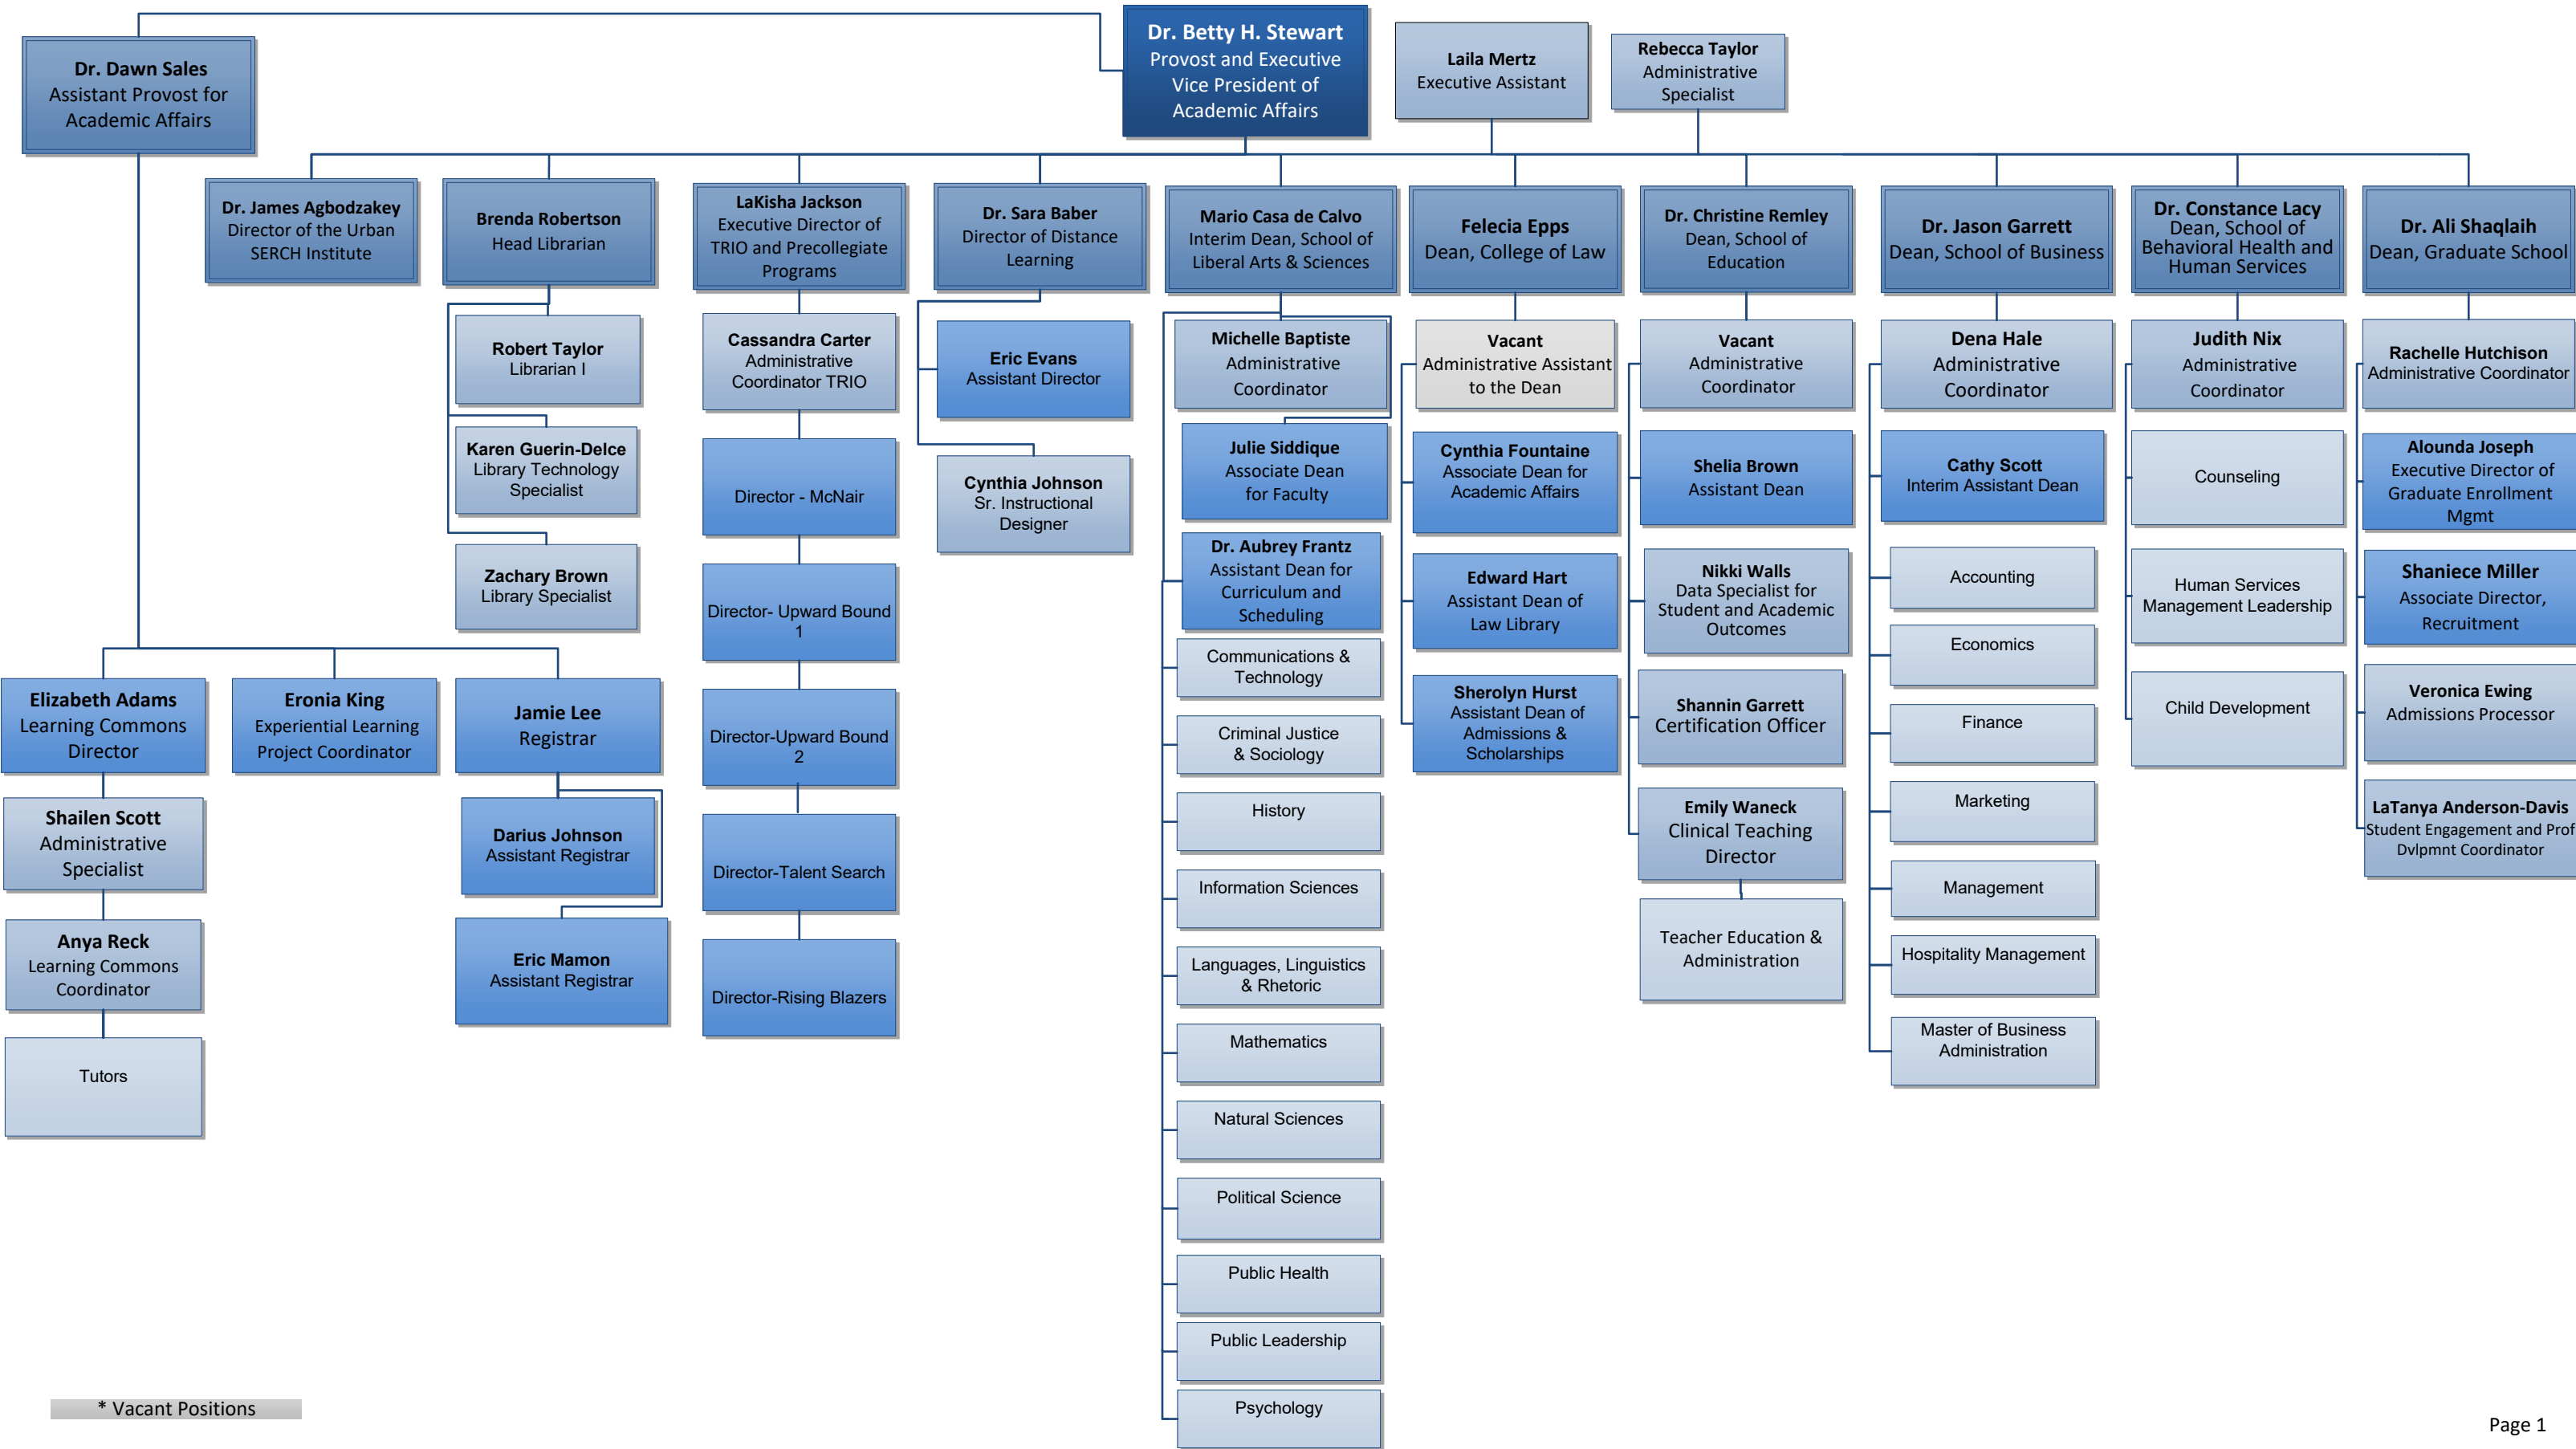 Dr. Betty H. Stewart
Provost and Executive
Vice President of
Academic Affairs
Laila Mertz
Executive Assistant
Rebecca Taylor
Administrative
Specialist
Dr. Dawn Sales
Assistant Provost for
Academic Affairs
Dr. James Agbodzakey
Director of the Urban
SERCH Institute
Brenda Robertson
Head Librarian
LaKisha Jackson
Executive Director of
TRIO and Precollegiate
Programs
Dr. Sara Baber
Director of Distance
Learning
Mario Casa de Calvo
Interim Dean, School of
Liberal Arts & Sciences
Felecia Epps
Dean, College of Law
Dr. Christine Remley
Dean, School of
Education
Dr. Jason Garrett
Dean, School of Business
Dr. Constance Lacy
Dean, School of
Behavioral Health and
Human Services
Dr. Ali Shaqlaih
Dean, Graduate School
Robert Taylor
Librarian I
Karen Guerin-Delce
Library Technology
Specialist
Zachary Brown
Library Specialist
Cassandra Carter
Administrative
Coordinator TRIO
Director - McNair
Director- Upward Bound
1
Director-Upward Bound
2
Director-Talent Search
Director-Rising Blazers
Eric Evans
Assistant Director
Cynthia Johnson
Sr. Instructional
Designer
Michelle Baptiste
Administrative
Coordinator
Julie Siddique
Associate Dean
for Faculty
Dr. Aubrey Frantz
Assistant Dean for
Curriculum and
Scheduling
Communications &
Technology
Criminal Justice
& Sociology
History
Information Sciences
Languages, Linguistics
& Rhetoric
Mathematics
Natural Sciences
Political Science
Public Health
Public Leadership
Psychology
Vacant
Administrative Assistant
to the Dean
Cynthia Fountaine
Associate Dean for
Academic Affairs
Edward Hart
Assistant Dean of
Law Library
Sherolyn Hurst
Assistant Dean of
Admissions &
Scholarships
Vacant
Administrative
Coordinator
Shelia Brown
Assistant Dean
Nikki Walls
Data Specialist for
Student and Academic
Outcomes
Shannin Garrett
Certification Officer
Emily Waneck
Clinical Teaching
Director
Teacher Education &
Administration
Dena Hale
Administrative
Coordinator
Cathy Scott
Interim Assistant Dean
Accounting
Economics
Finance
Marketing
Management
Hospitality Management
Master of Business
Administration
Judith Nix
Administrative
Coordinator
Counseling
Human Services
Management Leadership
Child Development
Rachelle Hutchison
Administrative Coordinator
Alounda Joseph
Executive Director of
Graduate Enrollment
Mgmt
Shaniece Miller
Associate Director,
Recruitment
Veronica Ewing
Admissions Processor
LaTanya Anderson-Davis
Student Engagement and Prof
Dvlpmnt Coordinator
Elizabeth Adams
Learning Commons
Director
Shailen Scott
Administrative
Specialist
Anya Reck
Learning Commons
Coordinator
Tutors
Eronia King
Experiential Learning
Project Coordinator
Jamie Lee
Registrar
Darius Johnson
Assistant Registrar
Eric Mamon
Assistant Registrar
* Vacant Positions
Page 1